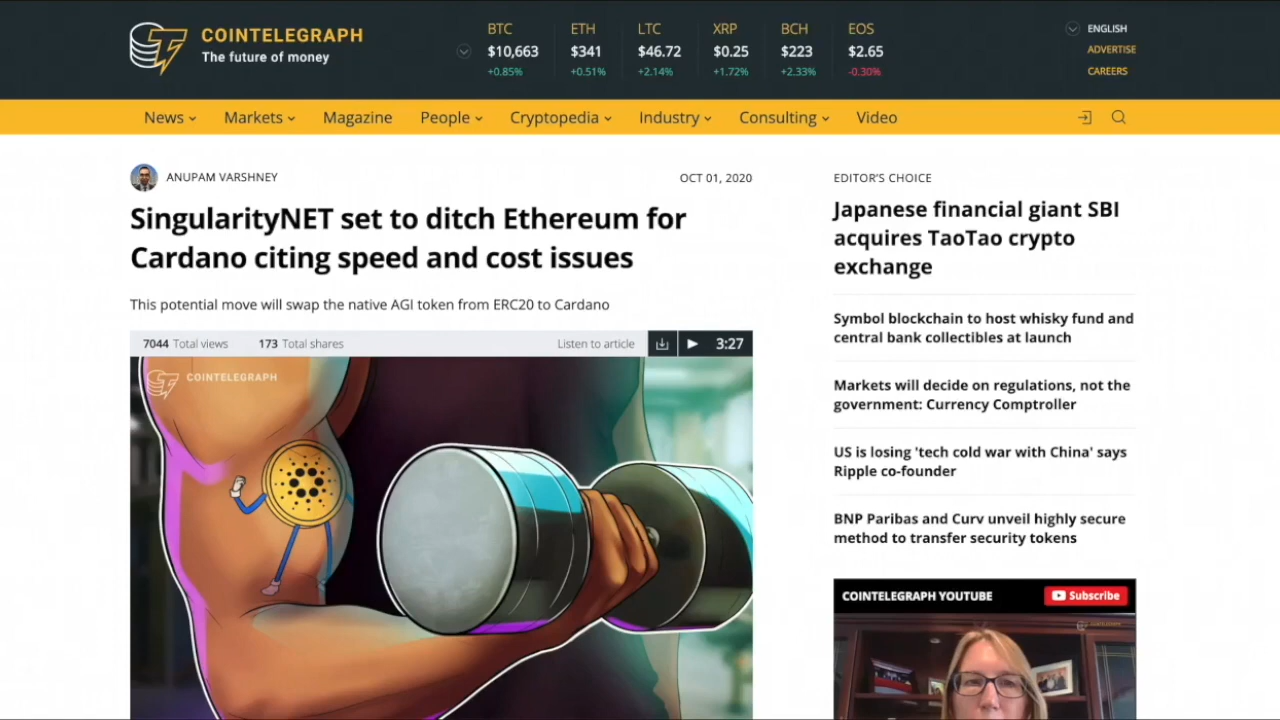 COINTELEGRAPH
The future of money
BTC
$10,663
+0.85%
ETH
$341
+0.51%
LTC
$46.72
+2.14%
XRP
$0.25
+1.72%
BCH
$223
+2.33%
EOS
$2.65
-0.30%
ENGLISH
ADVERTISE
CAREERS
News Markets Magazine People Cryptopedia Industry Consulting Video
ANUPAM VARSHNEY OCT 01, 2020
SingularityNET set to ditch Ethereum for
Cardano citing speed and cost issues
This potential move will swap the native AGI token from ERC20 to Cardano
7044 Total views 173 Total shares Listen to article 3:27
COINTELEGRAPH
EDITOR'S CHOICE
Japanese financial giant SBI
acquires TaoTao crypto
exchange
Symbol blockchain to host whisky fund and
central bank collectibles at launch
Markets will decide on regulations, not the
government: Currency Comptroller
US is losing 'tech cold war with China' says
Ripple co-founder
BNP Paribas and Curv unveil highly secure
method to transfer security tokens
COINTELEGRAPH YOUTUBE Subscribe